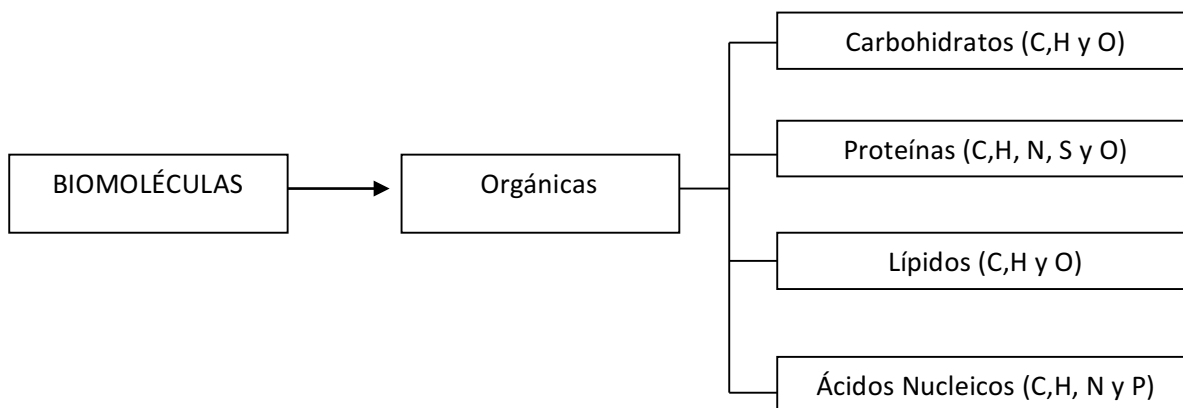 Carbohidratos (C,H y O)
Proteínas (C,H, N, S y O)
BIOMOLÉCULAS
Orgánicas
Lípidos (C,H y O)
Ácidos Nucleicos (C,H, N y P)